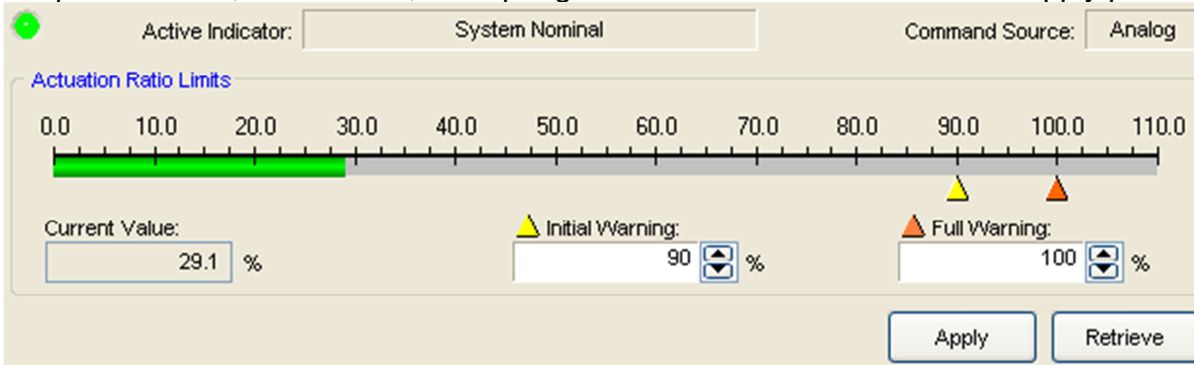 Active Indicator: System Nominal Command Source: Analog
Actuation Ratio Limits
0.0 10.0 20.0 30.0 40.0 50.0 60.0 70.0 80.0 90.0 100.0 110.0
Current Value: Initial Warning: Full Warning:
29.1 % 90 % 100 %
Apply Retrieve